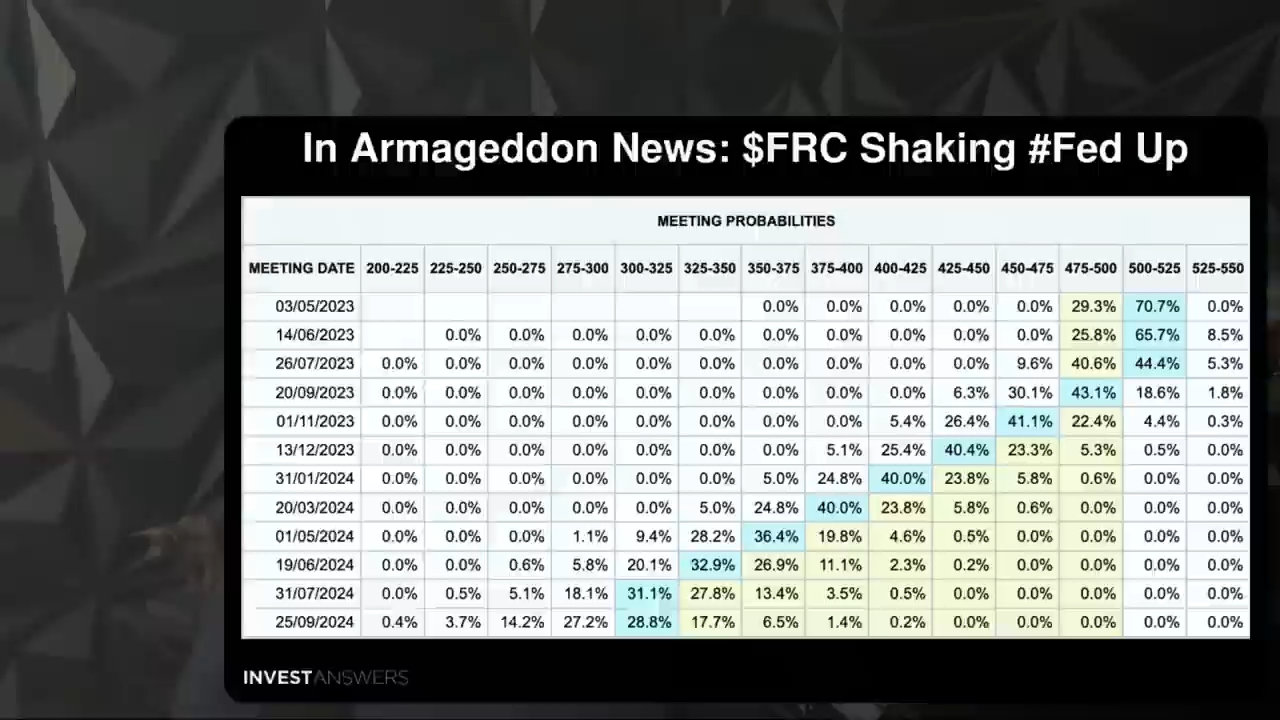 In Armageddon News: $FRC Shaking #Fed Up
MEETING PROBABILITIES
MEETING DATE 200-225 225-250 250-275 275-300 300-325 325-350 350-375 375-400 400-425 425-450 450-475 475-500 500-525 525-550
03/05/2023 0.0% 0.0% 0.0% 0.0% 0.0% 29.3% 70.7% 0.0%
14/06/2023 0.0% 0.0% 0.0% 0.0% 0.0% 0.0% 0.0% 0.0% 0.0% 0.0% 25.8% 65.7% 8.5%
26/07/2023 0.0% 0.0% 0.0% 0.0% 0.0% 0.0% 0.0% 0.0% 0.0% 0.0% 9.6% 40.6% 44.4% 5.3%
20/09/2023 0.0% 0.0% 0.0% 0.0% 0.0% 0.0% 0.0% 0.0% 0.0% 6.3% 30.1% 43.1% 18.6% 1.8%
01/11/2023 0.0% 0.0% 0.0% 0.0% 0.0% 0.0% 0.0% 0.0% 5.4% 26.4% 41.1% 22.4% 4.4% 0.3%
13/12/2023 0.0% 0.0% 0.0% 0.0% 0.0% 0.0% 0.0% 5.1% 25.4% 40.4% 23.3% 5.3% 0.5% 0.0%
31/01/2024 0.0% 0.0% 0.0% 0.0% 0.0% 0.0% 5.0% 24.8% 40.0% 23.8% 5.8% 0.6% 0.0% 0.0%
20/03/2024 0.0% 0.0% 0.0% 0.0% 0.0% 5.0% 24.8% 40.0% 23.8% 5.8% 0.6% 0.0% 0.0% 0.0%
01/05/2024 0.0% 0.0% 0.0% 1.1% 9.4% 28.2% 36.4% 19.8% 4.6% 0.5% 0.0% 0.0% 0.0% 0.0%
19/06/2024 0.0% 0.0% 0.6% 5.8% 20.1% 32.9% 26.9% 11.1% 2.3% 0.2% 0.0% 0.0% 0.0% 0.0%
31/07/2024 0.0% 0.5% 5.1% 18.1% 31.1% 27.8% 13.4% 3.5% 0.5% 0.0% 0.0% 0.0% 0.0% 0.0%
25/09/2024 0.4% 3.7% 14.2% 27.2% 28.8% 17.7% 6.5% 1.4% 0.2% 0.0% 0.0% 0.0% 0.0% 0.0%
INVESTANSWERS